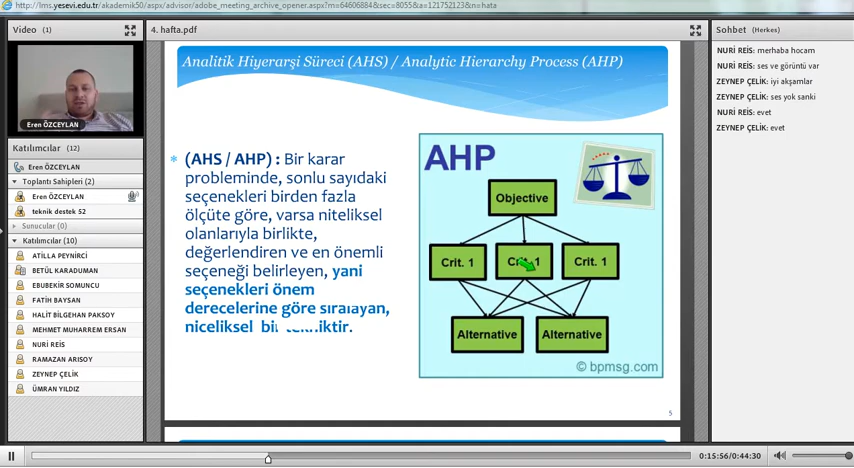 http://lms.yesevi.edu.tr/akademik50/aspx/advisor/adobe_meeting_archive_opener.aspx?m=64606884&sec=8055&a=121752123&n=hata
Video (1)
Eren ÖZCEYLAN
Katılımcılar (12)
Eren ÖZCEYLAN
Toplantı Sahipleri (2)
Eren ÖZCEYLAN
teknik destek 52
Sunucular (0)
Katılımcılar (10)
ATİLLA PEYNİRCİ
BETÜL KARADUMAN
EBUBEKİR SOMUNCU
FATİH BAYSAN
HALİT BİLGEHAN PAKSOY
MEHMET MUHARREM ERSAN
NURİ REİS
RAMAZAN ARISOY
ZEYNEP ÇELİK
ÜMRAN YILDIZ
4. hafta.pdf
Analitik Hiyerarşi Süreci (AHS) / Analytic Hierarchy Process (AHP)
(AHS / AHP) : Bir karar
probleminde, sonlu sayıdaki
seçenekleri birden fazla
ölçüte göre, varsa niteliksel
olanlarıyla birlikte,
değerlendiren ve en önemli
seçeneği belirleyen, yani
seçenekleri önem
derecelerine göre sıralayan,
niceliksel bir tekniktir.
AHP
Objective
Crit. 1
Crit. 1
Crit. 1
Alternative
Alternative
© bpmsg.com
5
Sohbet (Herkes)
NURİ REİS: merhaba hocam
NURİ REİS: ses ve görüntü var
ZEYNEP ÇELİK: iyi akşamlar
ZEYNEP ÇELİK: ses yok sanki
NURİ REİS: evet
ZEYNEP ÇELİK: evet
0:15:56/0:44:30